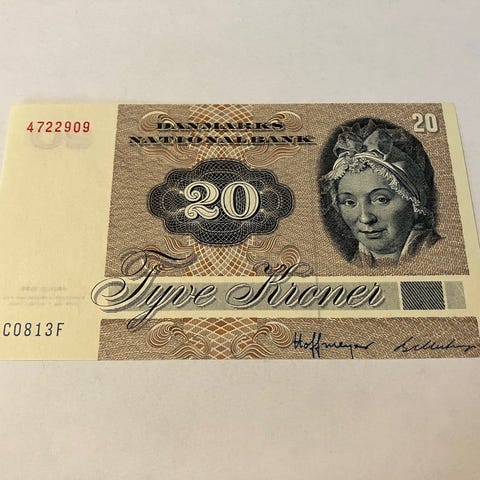 4722909
DANMARKS
NATIONALBANK
20
20
Tyve Kroner
C0813F
Hoffmeyer